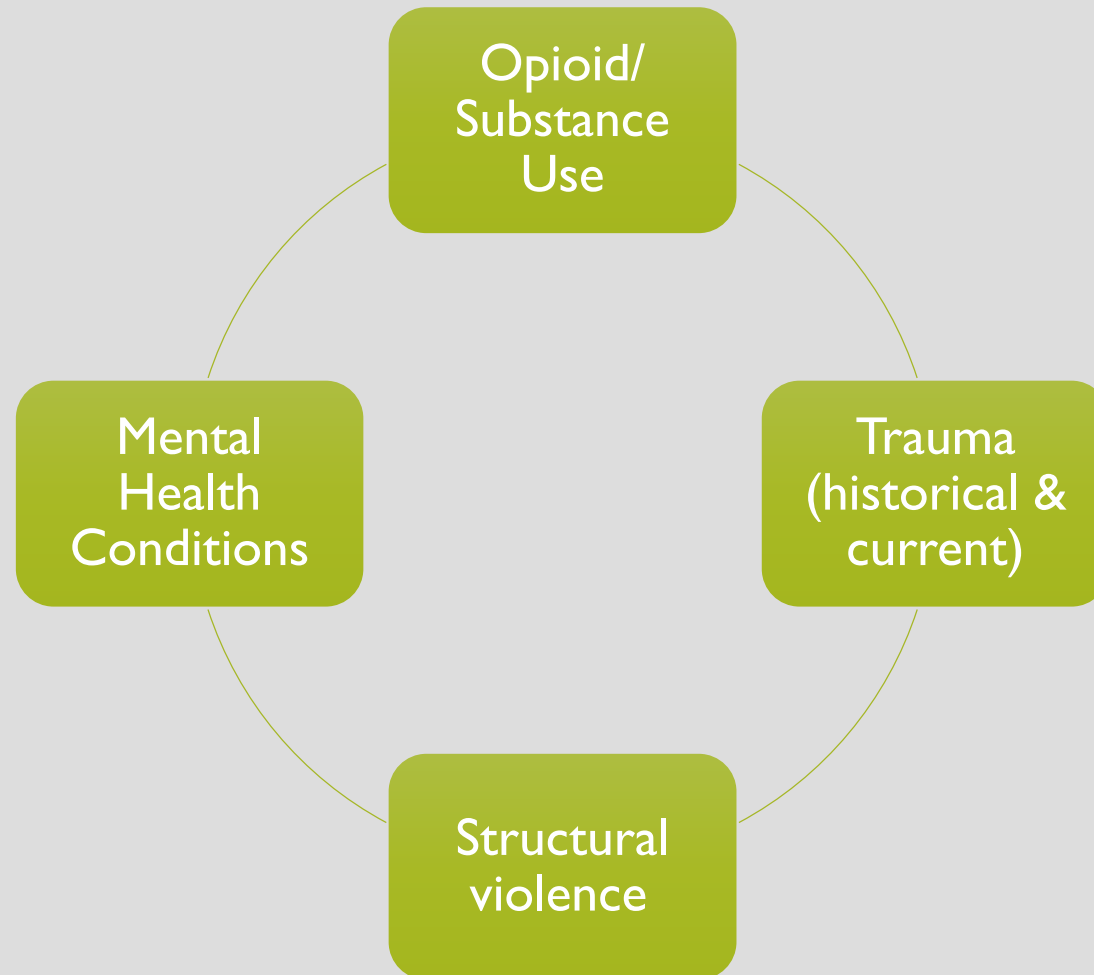 Opioid/
Substance
Use
Mental
Health
Conditions
Trauma
(historical &
current)
Structural
violence